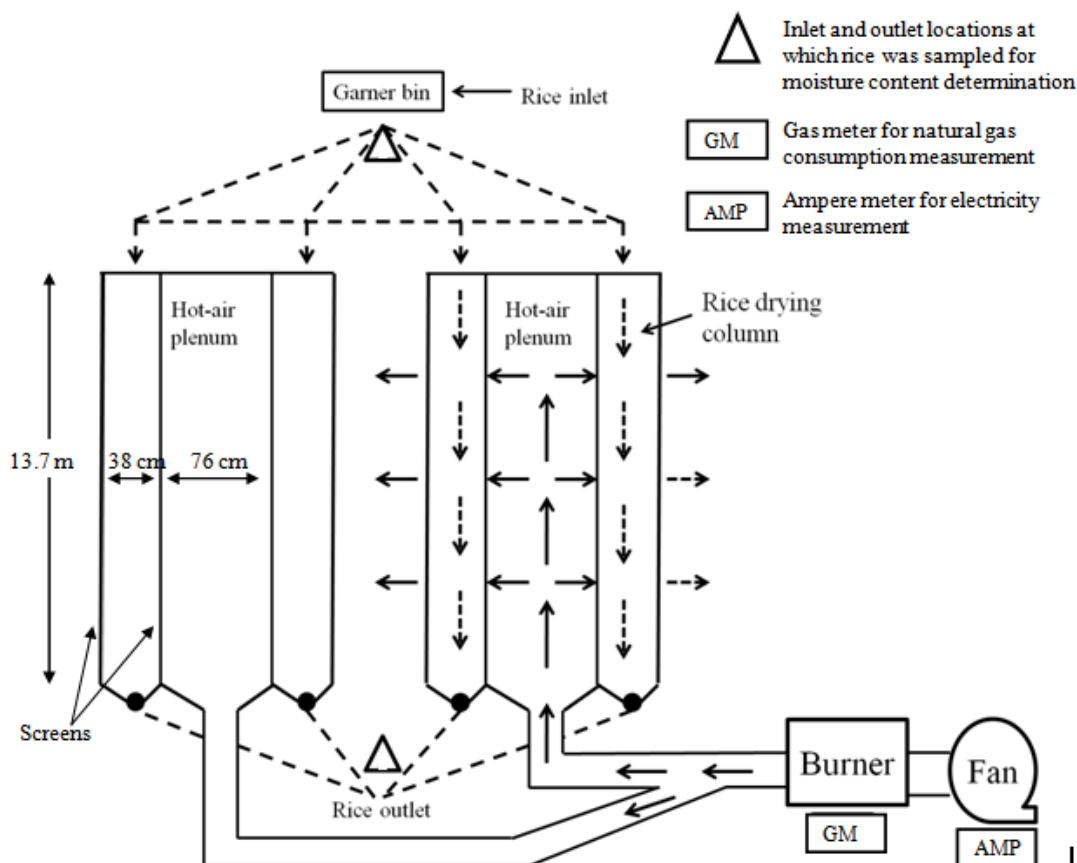 Inlet and outlet locations at
which rice was sampled for
moisture content determination
Garner bin
Rice inlet
GM
Gas meter for natural gas
consumption measurement
AMP
Ampere meter for electricity
measurement
Hot-air
plenum
Hot-air
plenum
Rice drying
column
13.7 m
38 cm
76 cm
Screens
Rice outlet
Burner
Fan
GM
AMP